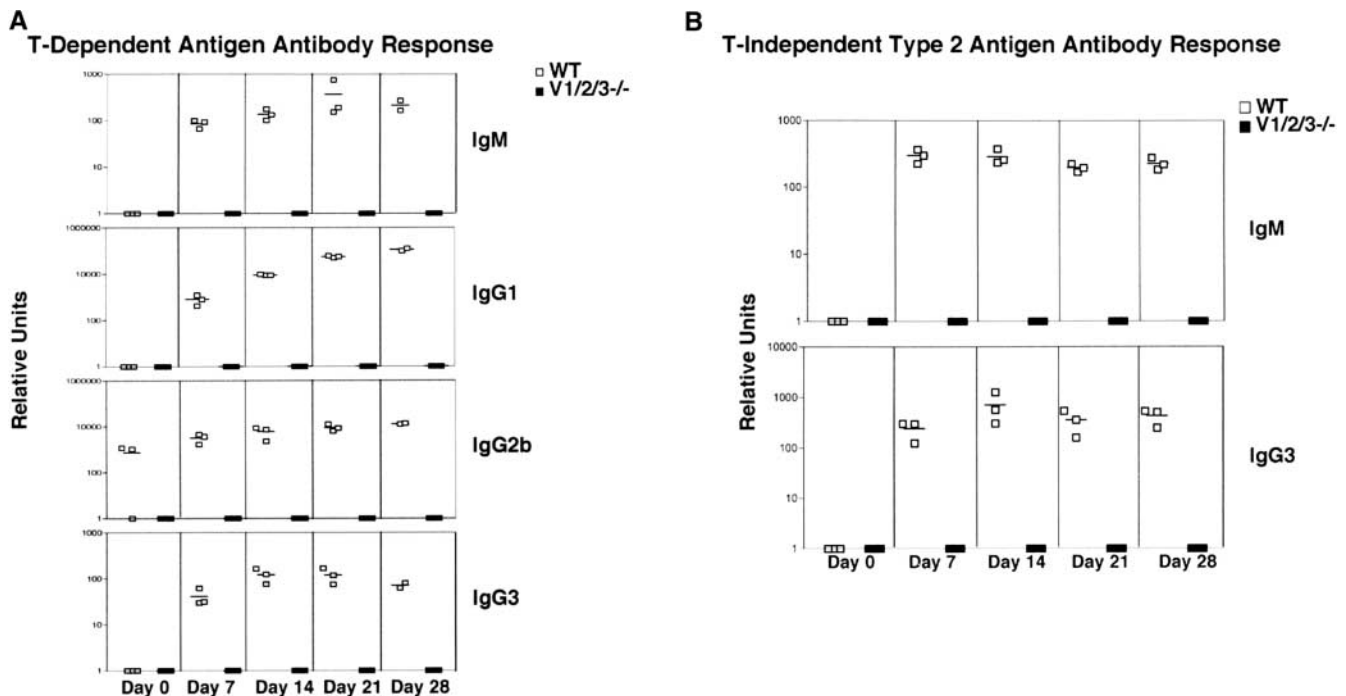 A
T-Dependent Antigen Antibody Response
WT
V1/2/3-/-
1000
100
10
1
IgM
1000000
10000
100
1
IgG1
1000000
10000
100
1
IgG2b
1000
100
10
1
IgG3
Relative Units
Day 0 Day 7 Day 14 Day 21 Day 28
B
T-Independent Type 2 Antigen Antibody Response
WT
V1/2/3-/-
1000
100
10
1
IgM
10000
1000
100
10
1
IgG3
Relative Units
Day 0 Day 7 Day 14 Day 21 Day 28